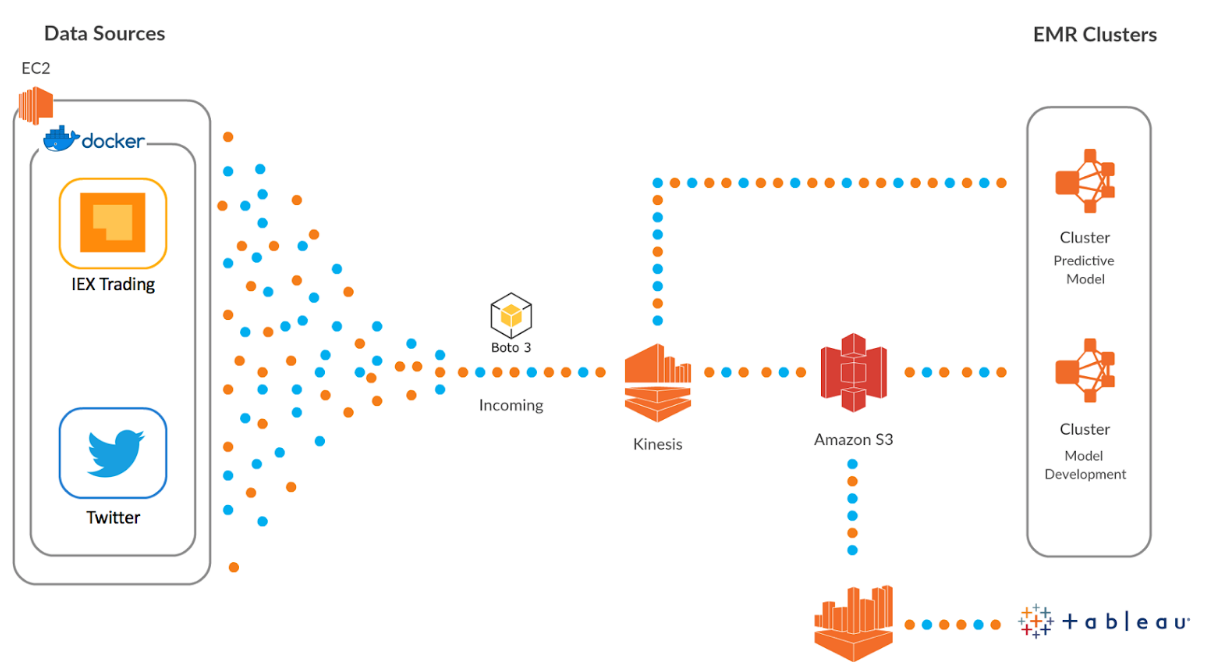 Data Sources
EMR Clusters
EC2
docker
IEX Trading
Twitter
Boto 3
Incoming
Kinesis
Amazon S3
Cluster
Predictive
Model
Cluster
Model
Development
+ableau